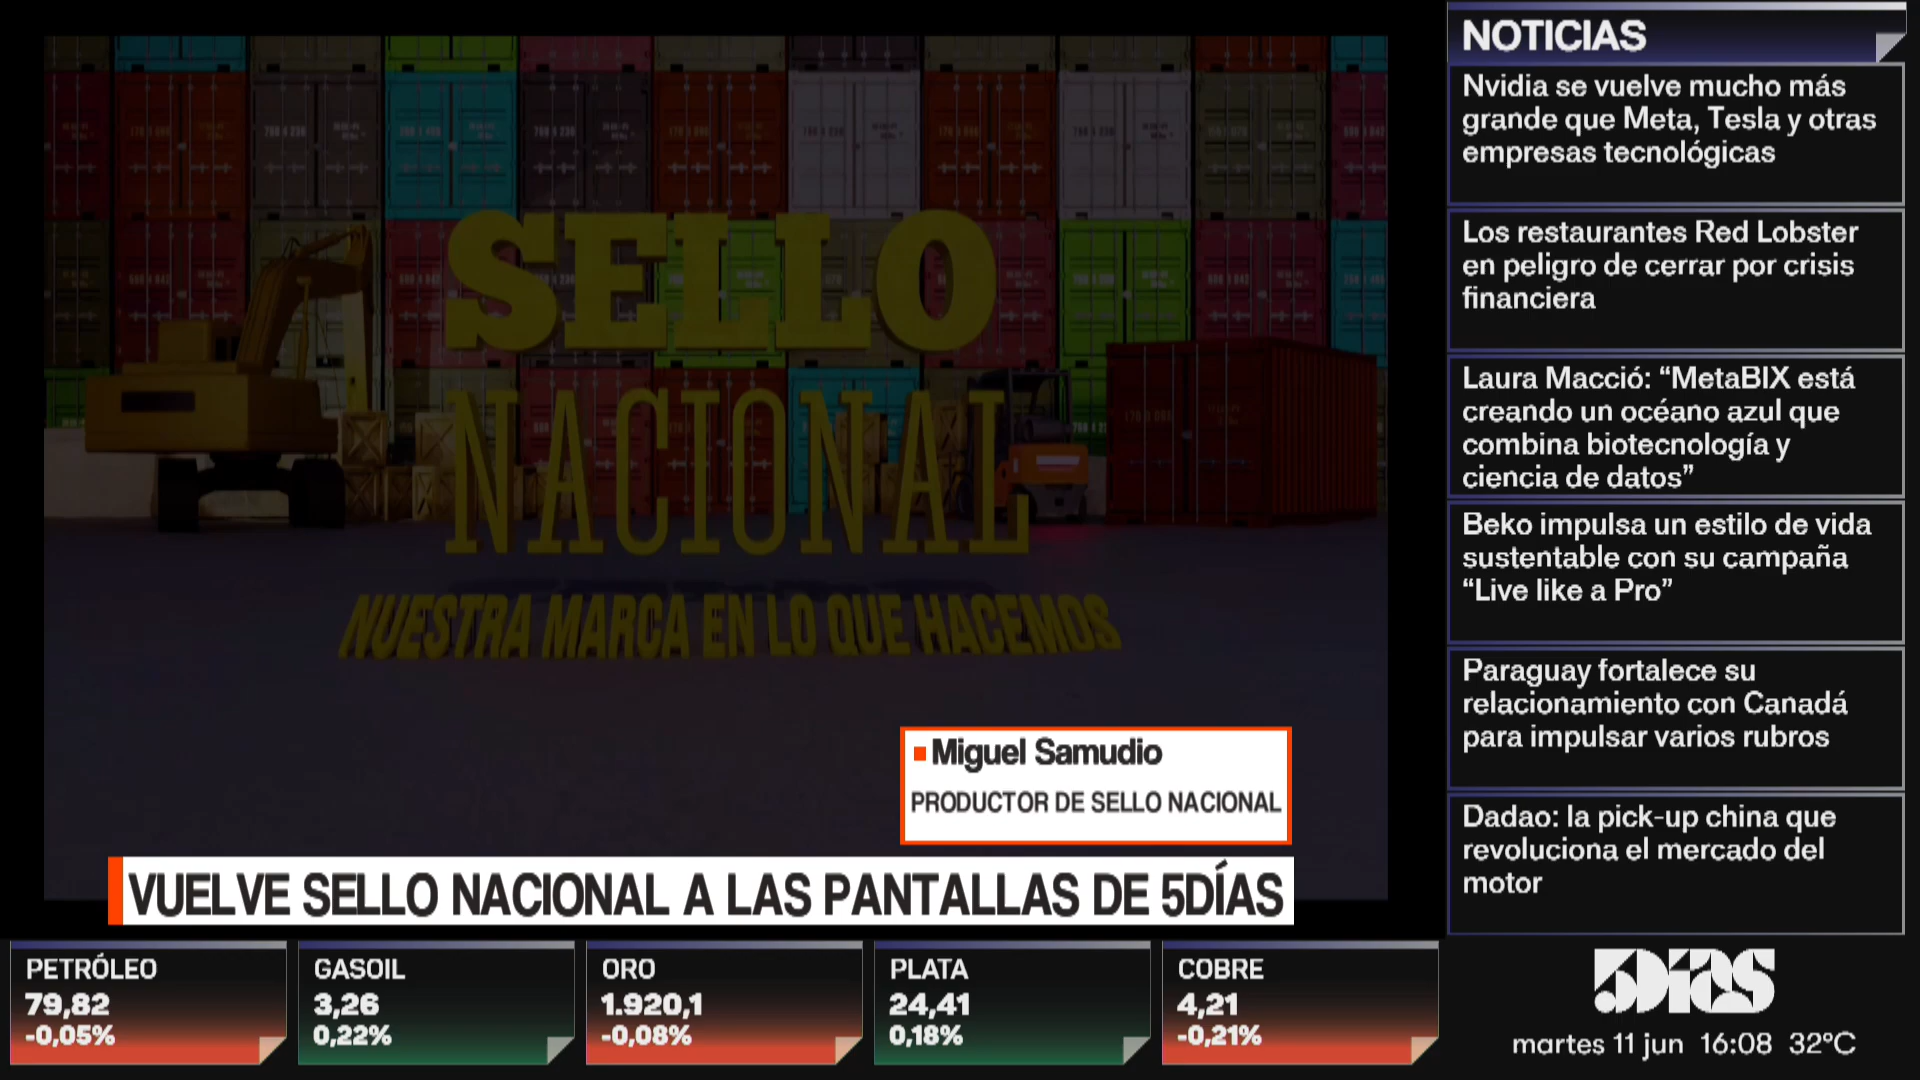 SELLO
NACIONAL
NUESTRA MARCA EN LO QUE HACEMOS
Miguel Samudio
PRODUCTOR DE SELLO NACIONAL
VUELVE SELLO NACIONAL A LAS PANTALLAS DE 5DÍAS
NOTICIAS
Nvidia se vuelve mucho más
grande que Meta, Tesla y otras
empresas tecnológicas
Los restaurantes Red Lobster
en peligro de cerrar por crisis
financiera
Laura Macció: “MetaBIX está
creando un océano azul que
combina biotecnología y
ciencia de datos”
Beko impulsa un estilo de vida
sustentable con su campaña
“Live like a Pro”
Paraguay fortalece su
relacionamiento con Canadá
para impulsar varios rubros
Dadao: la pick-up china que
revoluciona el mercado del
motor
PETRÓLEO
79,82
-0,05%
GASOIL
3,26
0,22%
ORO
1.920,1
-0,08%
PLATA
24,41
0,18%
COBRE
4,21
-0,21%
5Días
martes 11 jun 16:08 32°C